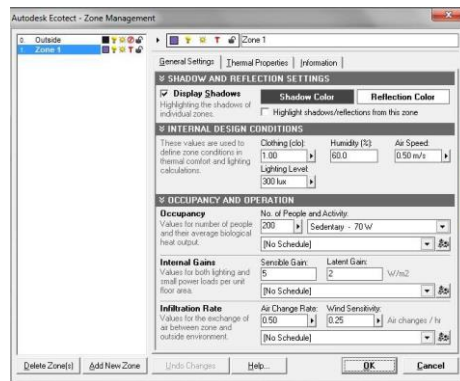 Autodesk Ecotect - Zone Management
0. Outside
1. Zone 1
Zone 1
General Settings
Thermal Properties
Information
SHADOW AND REFLECTION SETTINGS
Display Shadows
Highlighting the shadows of
individual zones.
Shadow Color
Reflection Color
Highlight shadows/reflections from this zone
INTERNAL DESIGN CONDITIONS
These values are used to
define zone conditions in
thermal comfort and lighting
calculations.
Clothing (clo):
Humidity (%):
Air Speed:
1.00
60.0
0.50 m/s
Lighting Level:
300 lux
OCCUPANCY AND OPERATION
Occupancy
Values for number of people
and their average biological
heat output.
No. of People and Activity:
200
Sedentary - 70 W
[No Schedule]
Internal Gains
Values for both lighting and
small power loads per unit
floor area.
Sensible Gain:
Latent Gain:
5
2
W/m2
[No Schedule]
Infiltration Rate
Values for the exchange of
air between zone and
outside environment.
Air Change Rate:
Wind Sensitivity:
0.50
0.25
Air changes / hr
[No Schedule]
Delete Zone(s)
Add New Zone
Undo Changes
Help...
OK
Cancel